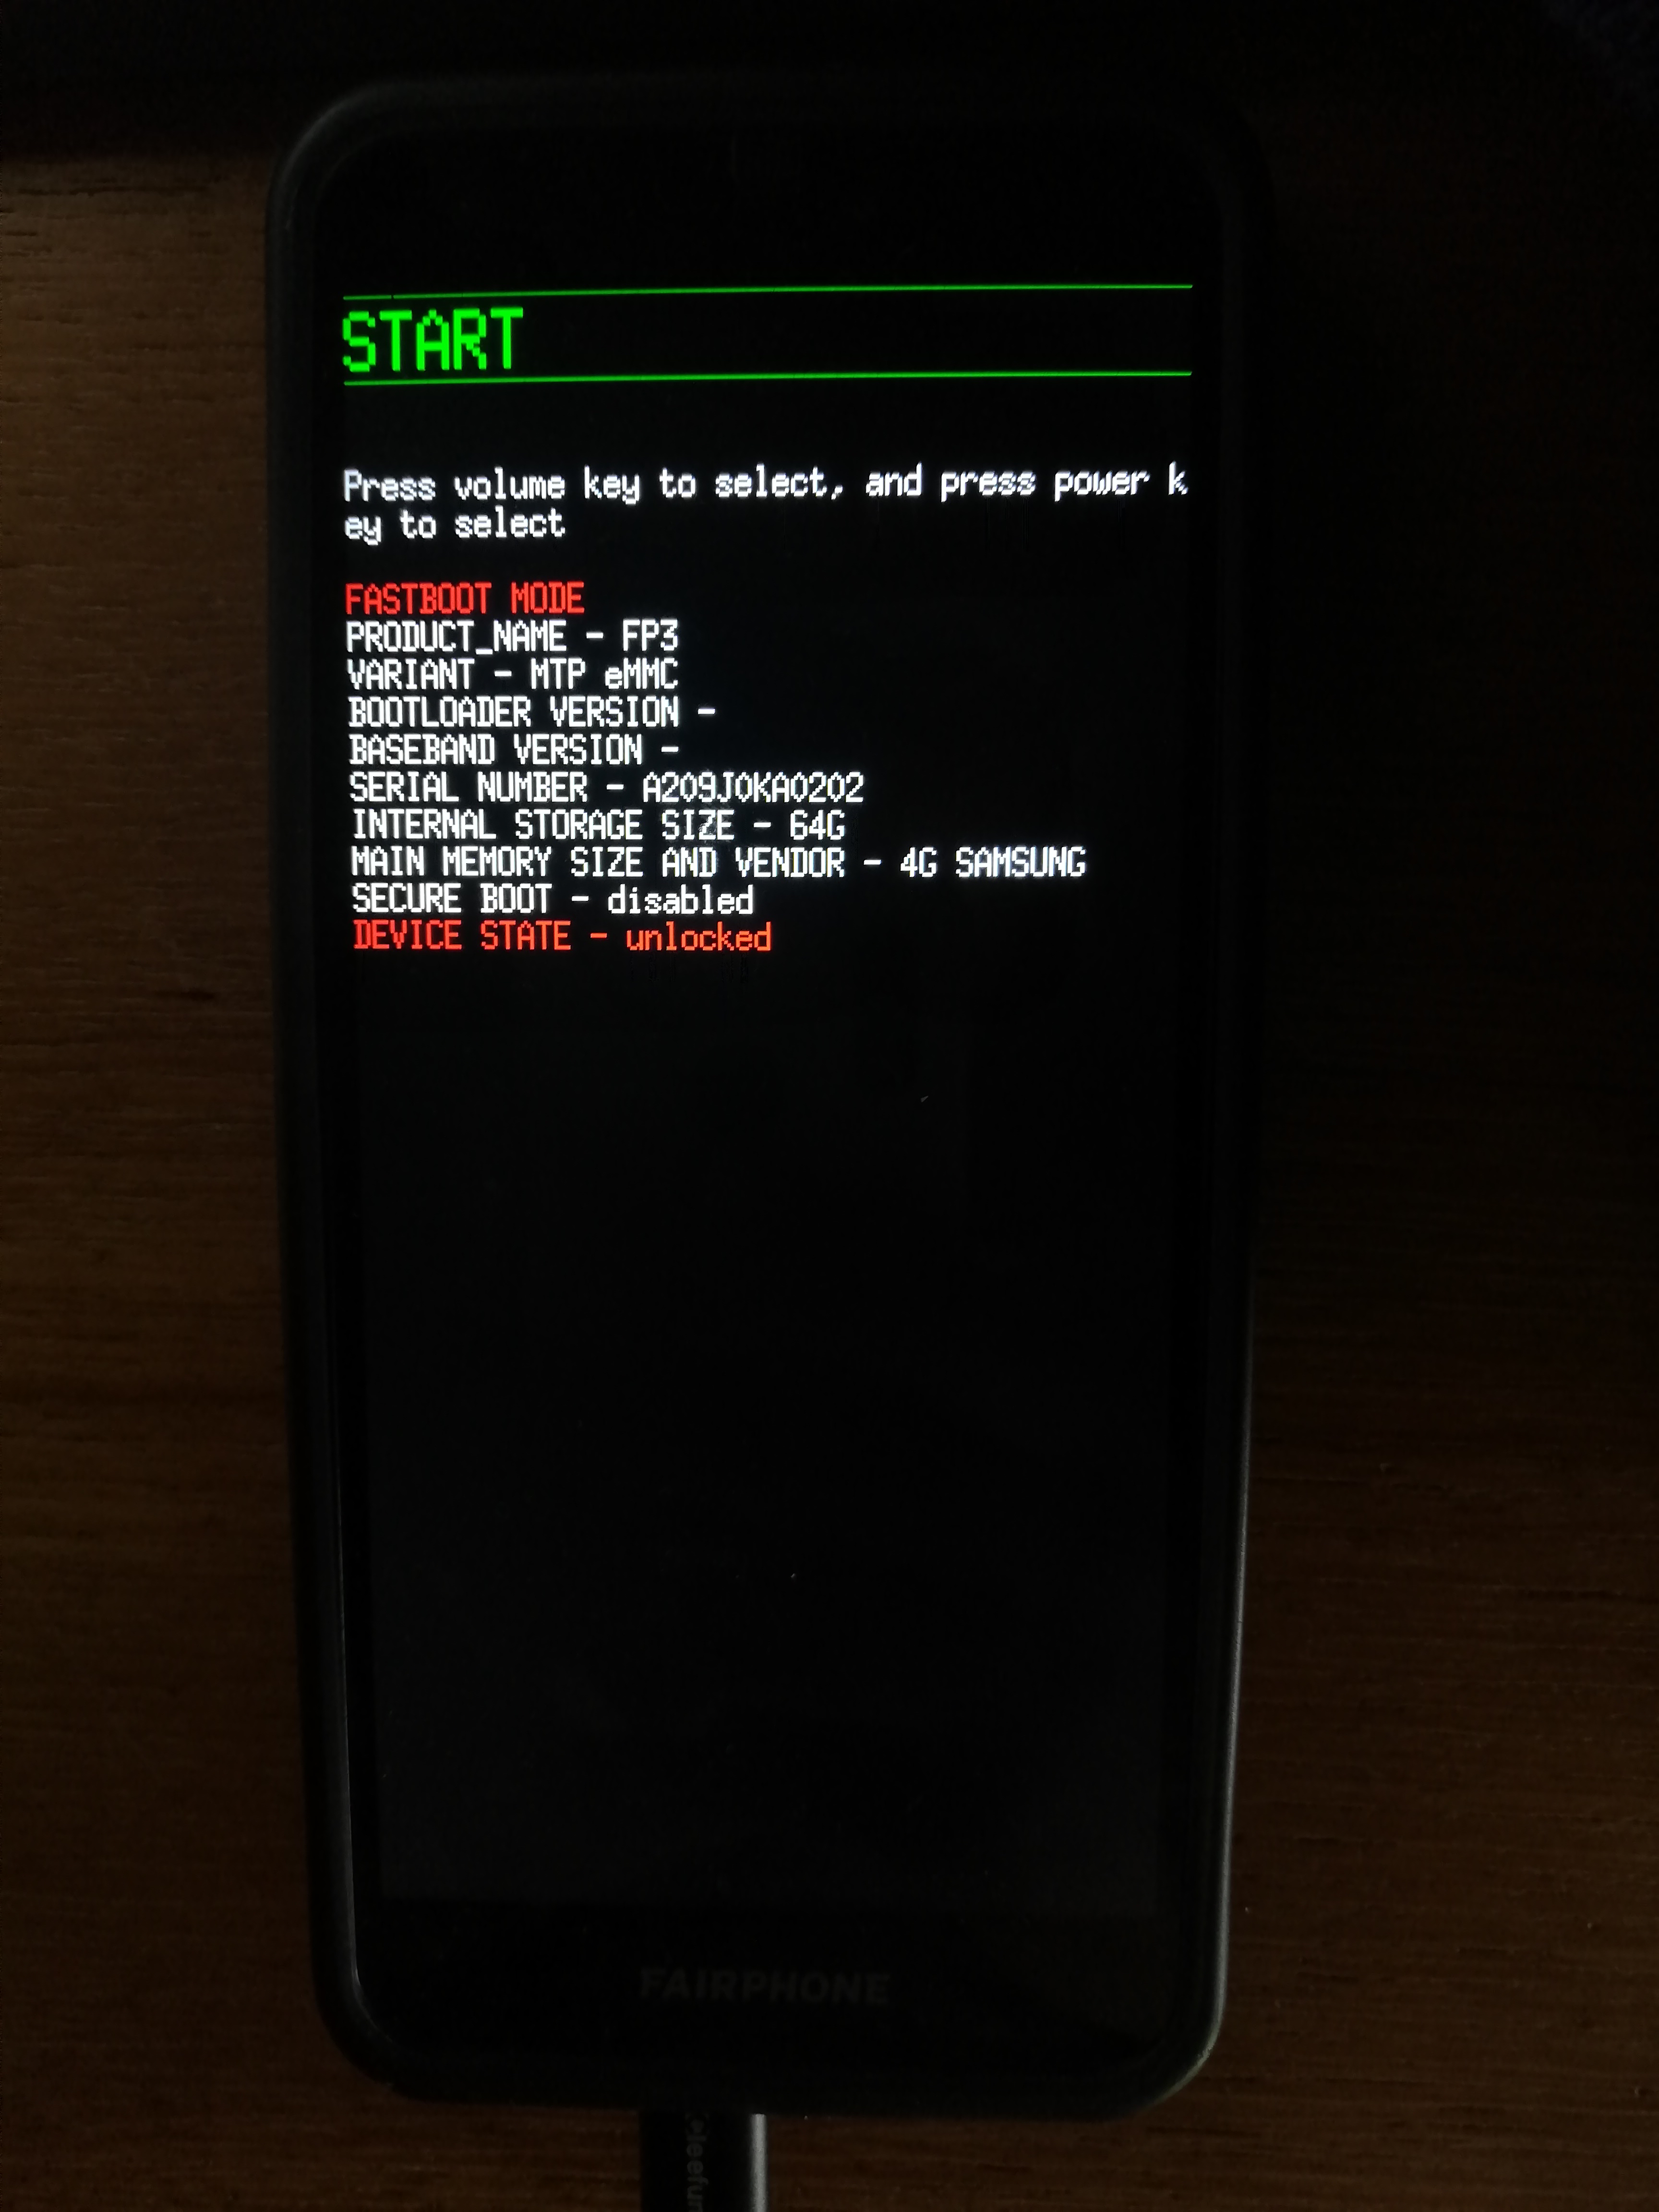 START
Press volume key to select, and press power k
ey to select
FASTBOOT MODE
PRODUCT_NAME - FP3
VARIANT - MTP eMMC
BOOTLOADER VERSION -
BASEBAND VERSION -
SERIAL NUMBER - A209J0KA0202
INTERNAL STORAGE SIZE - 64G
MAIN MEMORY SIZE AND VENDOR - 4G SAMSUNG
SECURE BOOT - disabled
DEVICE STATE - unlocked
FAIRPHONE